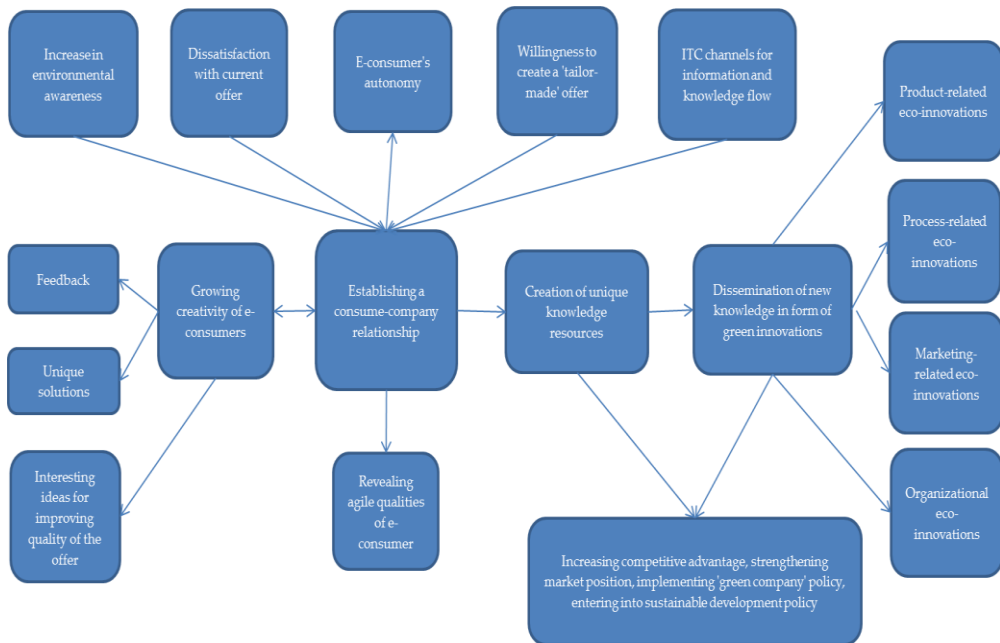 Increase in
environmental
awareness
Dissatisfaction
with current
offer
E-consumer's
autonomy
Willingness to
create a 'tailor-
made' offer
ITC channels for
information and
knowledge flow
Product-related
eco-innovations
Feedback
Growing
creativity of e-
consumers
Establishing a
consume-company
relationship
Creation of unique
knowledge
resources
Dissemination of new
knowledge in form of
green innovations
Process-related
eco-
innovations
Unique
solutions
Marketing-
related eco-
innovations
Interesting
ideas for
improving
quality of the
offer
Revealing
agile qualities
of e-
consumer
Organizational
eco-
innovations
Increasing competitive advantage, strengthening
market position, implementing 'green company' policy,
entering into sustainable development policy